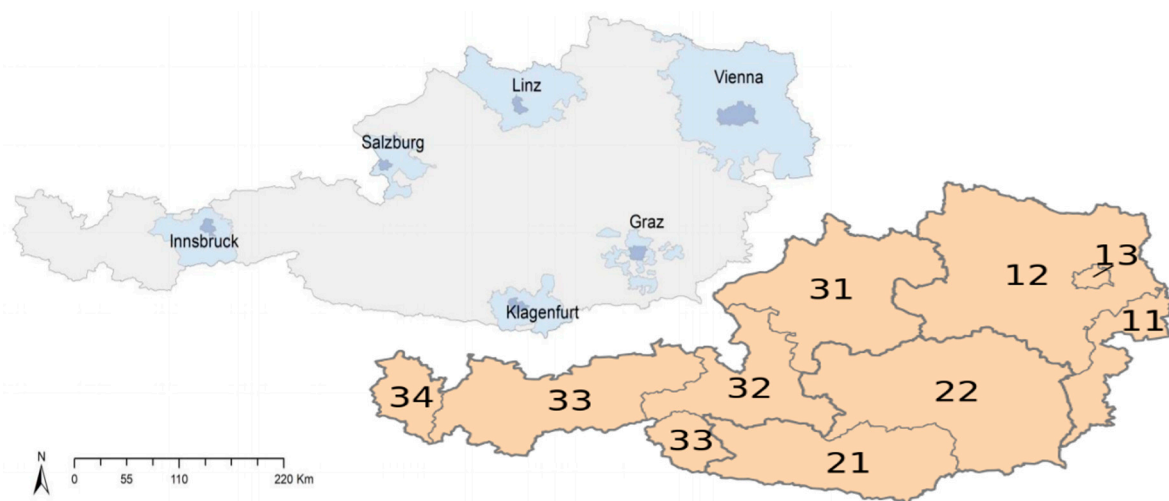 Linz
Vienna
Salzburg
Innsbruck
Graz
Klagenfurt
13
12
31
11
34
33
32
22
33
21
N
0 55 110 220 Km